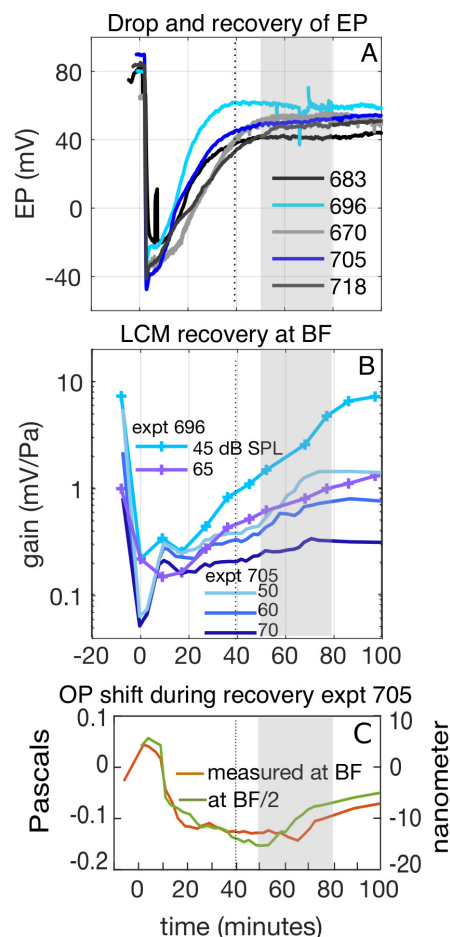 Drop and recovery of EP
A
80
40
0
-40
EP (mV)
683
696
670
705
718
LCM recovery at BF
B
10
1
0.1
gain (mV/Pa)
expt 696
45 dB SPL
65
expt 705
50
60
70
-20 0 20 40 60 80 100
OP shift during recovery expt 705
C
0.1
0
-0.1
-0.2
Pascals
10
0
-10
-20
nanometer
measured at BF
at BF/2
0 20 40 60 80 100
time (minutes)